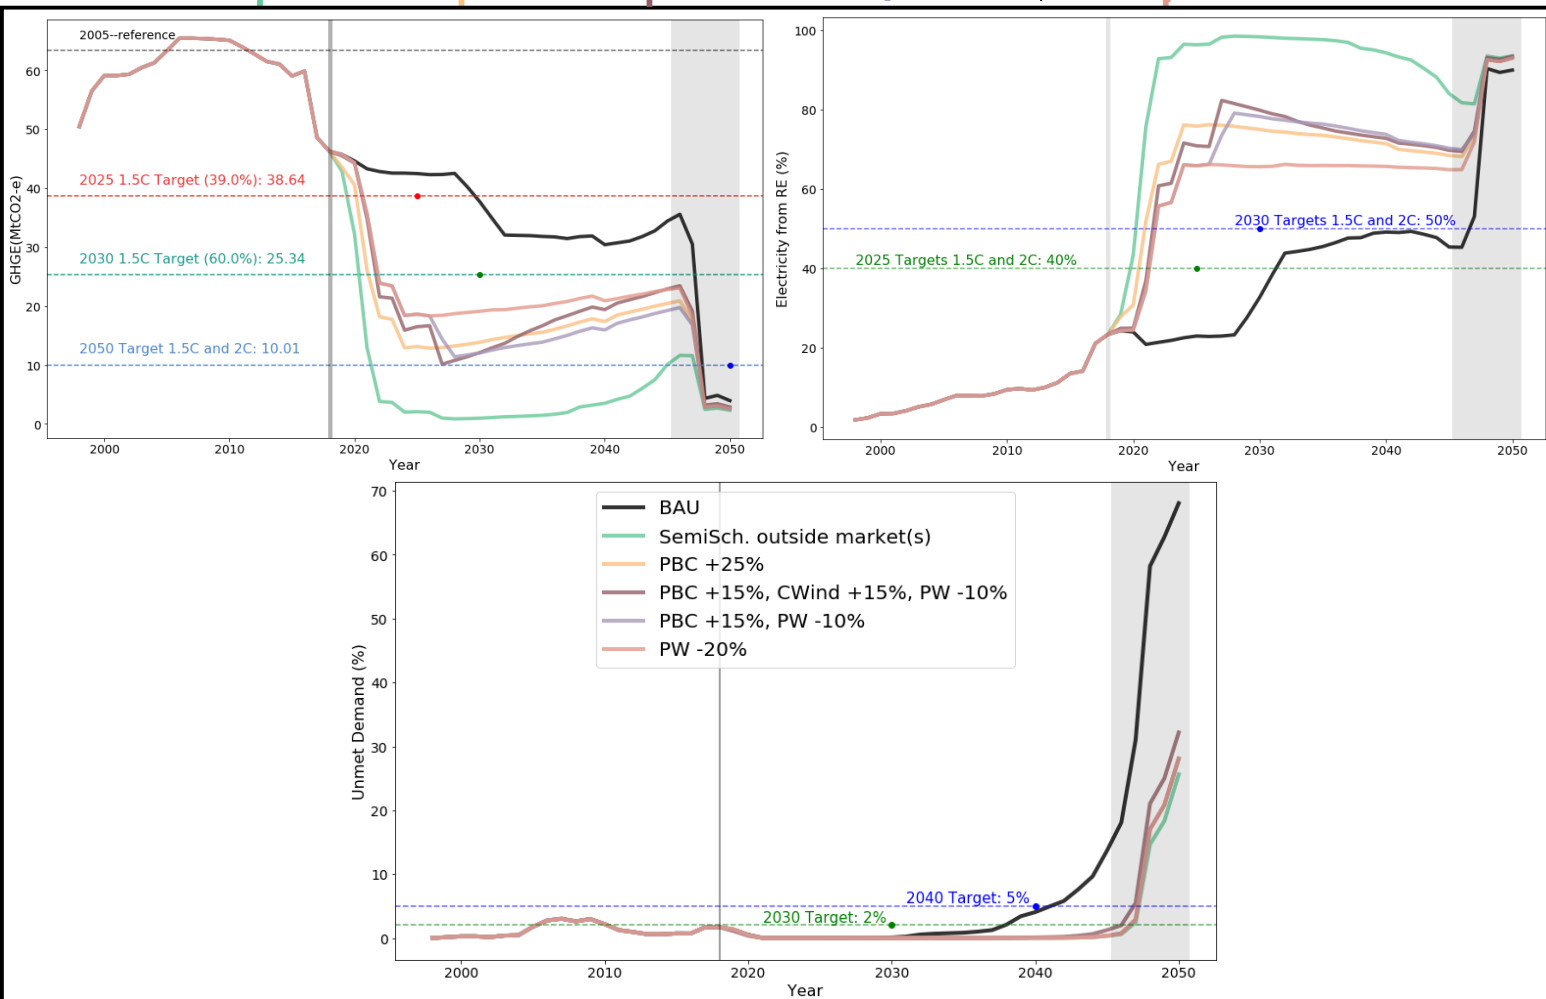 2005--reference
2025 1.5C Target (39.0%): 38.64
2030 1.5C Target (60.0%): 25.34
2050 Target 1.5C and 2C: 10.01
GHGE(MtCO2-e)
60
50
40
30
20
10
0
2000 2010 2020 2030 2040 2050
Year
Electricity from RE (%)
100
80
60
40
20
0
2030 Targets 1.5C and 2C: 50%
2025 Targets 1.5C and 2C: 40%
2000 2010 2020 2030 2040 2050
Year
Unmet Demand (%)
70
60
50
40
30
20
10
0
BAU
SemiSch. outside market(s)
PBC +25%
PBC +15%, CWind +15%, PW -10%
PBC +15%, PW -10%
PW -20%
2040 Target: 5%
2030 Target: 2%
2000 2010 2020 2030 2040 2050
Year